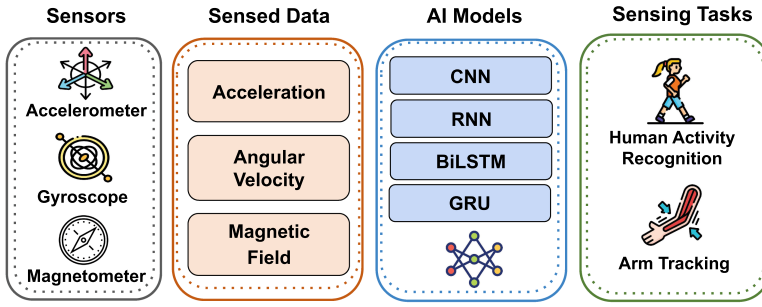 Sensors
Accelerometer
Gyroscope
Magnetometer
Sensed Data
Acceleration
Angular
Velocity
Magnetic
Field
AI Models
CNN
RNN
BiLSTM
GRU
Sensing Tasks
Human Activity
Recognition
Arm Tracking